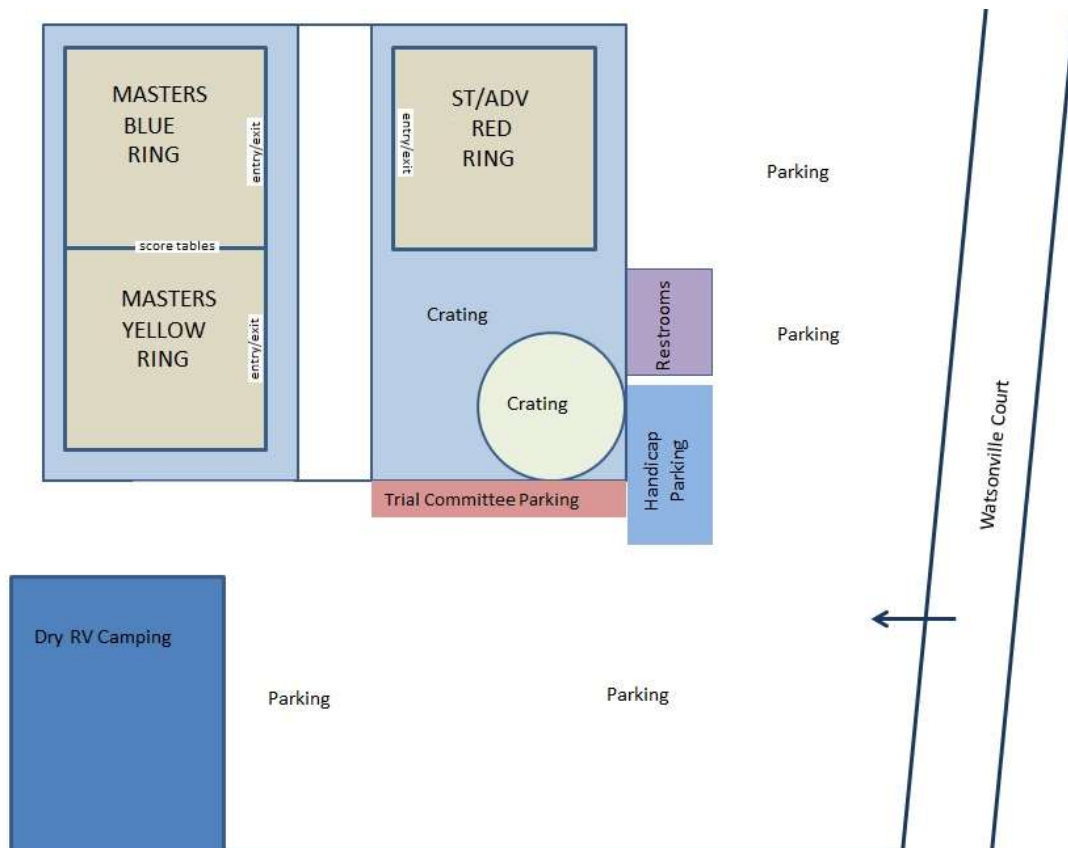 MASTERS
BLUE
RING
entry/exit
score tables
MASTERS
YELLOW
RING
entry/exit
ST/ADV
RED
RING
entry/exit
Crating
Crating
Restrooms
Handicap
Parking
Trial Committee Parking
Parking
Parking
Watsonville Court
Dry RV Camping
Parking
Parking